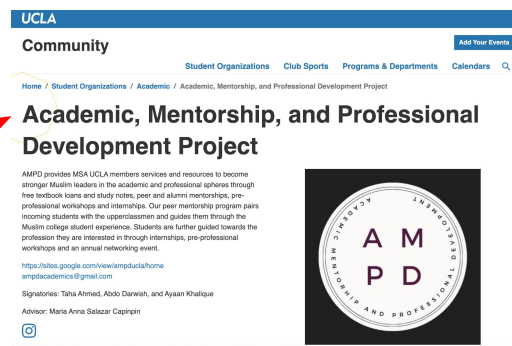 UCLA
Community
Add Your Events
Student Organizations Club Sports Programs & Departments Calendars
Home / Student Organizations / Academic / Academic, Mentorship, and Professional Development Project
Academic, Mentorship, and Professional
Development Project
AMPD provides MSA UCLA members services and resources to become
stronger Muslim leaders in the academic and professional spheres through
free textbook loans and study notes, peer and alumni mentorships, pre-
professional workshops and internships. Our peer mentorship program pairs
incoming students with the upperclassmen and guides them through the
Muslim college student experience. Students are further guided towards the
profession they are interested in through internships, pre-professional
workshops and an annual networking event.
https://sites.google.com/view/ampducla/home
ampdacademics@gmail.com
Signatories: Taha Ahmed, Abdo Darwish, and Ayaan Khalique
Advisor: Maria Anna Salazar Capinpin
A M
P D
ACADEMIC MENTORHIP AND PROFESSIONAL